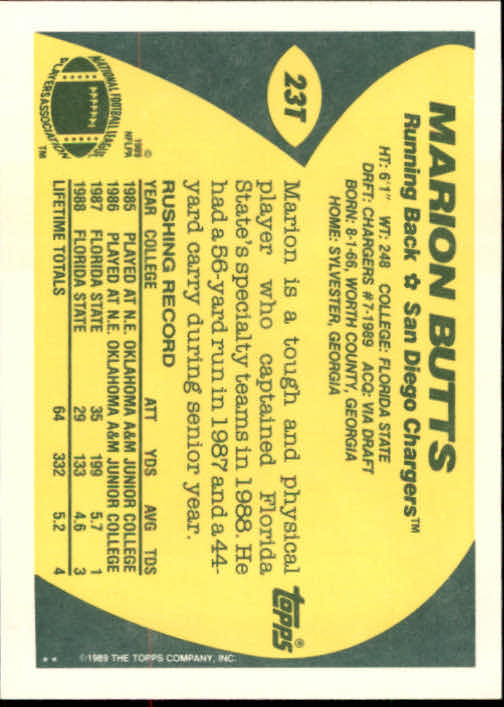 23T
MARION BUTTS
Running Back ✿ San Diego Chargers™
HT: 6'1" WT: 248 COLLEGE: FLORIDA STATE
DRFT: CHARGERS #7-1989 ACQ: VIA DRAFT
BORN: 8-1-66, WORTH COUNTY, GEORGIA
HOME: SYLVESTER, GEORGIA
Marion is a tough and physical
player who captained Florida
State's specialty teams in 1988. He
had a 56-yard run in 1987 and a 44-
yard carry during senior year.
topps®
RUSHING RECORD
YEAR COLLEGE ATT YDS AVG TDS
1985 PLAYED AT N.E. OKLAHOMA A&M JUNIOR COLLEGE
1986 PLAYED AT N.E. OKLAHOMA A&M JUNIOR COLLEGE
1987 FLORIDA STATE 35 199 5.7 1
1988 FLORIDA STATE 29 133 4.6 3
LIFETIME TOTALS 64 332 5.2 4
NATIONAL FOOTBALL LEAGUE
PLAYERS ASSOCIATION
™
©
1989
NFLPA
** ©1989 THE TOPPS COMPANY, INC.